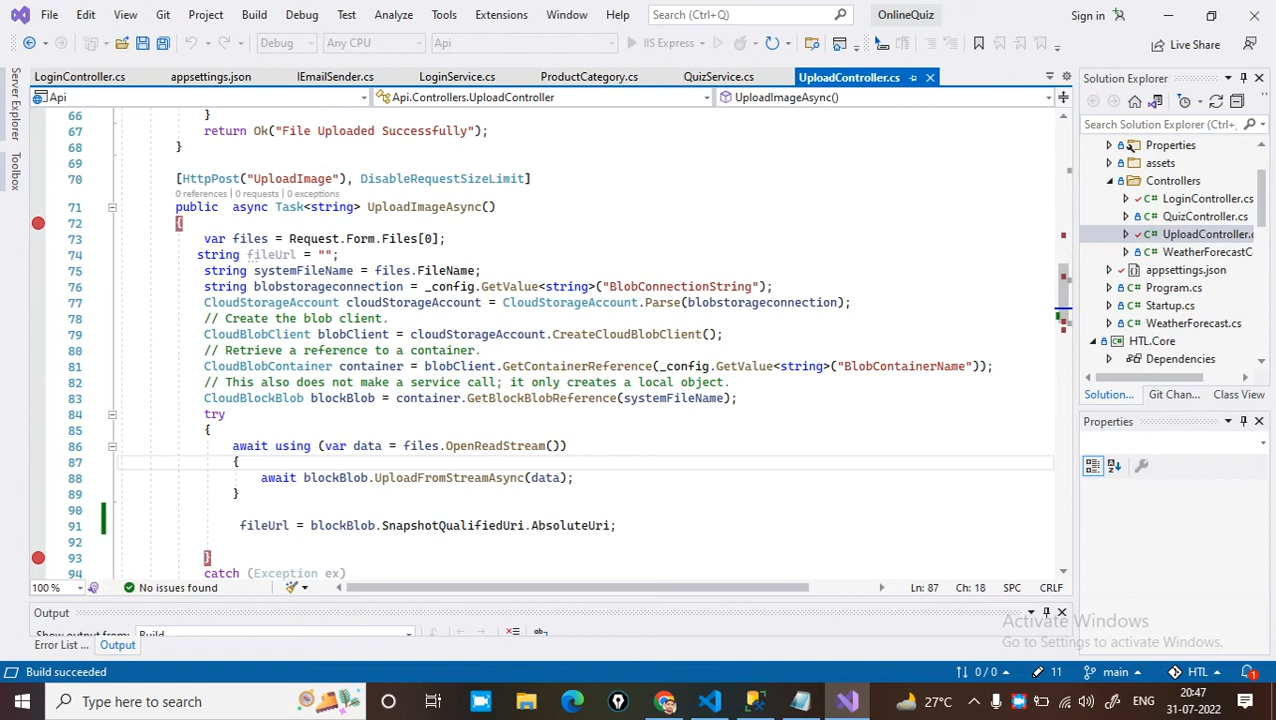 File Edit View Git Project Build Debug Test Analyze Tools Extensions Window Help Search (Ctrl+Q) OnlineQuiz Sign in
Debug Any CPU Api IIS Express Live Share
Server Explorer
Toolbox
LoginController.cs appsettings.json IEmailSender.cs LoginService.cs ProductCategory.cs QuizService.cs UploadController.cs
Api Api.Controllers.UploadController UploadImageAsync()
66 }
67 return Ok("File Uploaded Successfully");
68 }
69
70 [HttpPost("UploadImage"), DisableRequestSizeLimit]
0 references | 0 requests | 0 exceptions
71 public async Task<string> UploadImageAsync()
72 {
73 var files = Request.Form.Files[0];
74 string fileUrl = "";
75 string systemFileName = files.FileName;
76 string blobstorageconnection = _config.GetValue<string>("BlobConnectionString");
77 CloudStorageAccount cloudStorageAccount = CloudStorageAccount.Parse(blobstorageconnection);
78 // Create the blob client.
79 CloudBlobClient blobClient = cloudStorageAccount.CreateCloudBlobClient();
80 // Retrieve a reference to a container.
81 CloudBlobContainer container = blobClient.GetContainerReference(_config.GetValue<string>("BlobContainerName"));
82 // This also does not make a service call; it only creates a local object.
83 CloudBlockBlob blockBlob = container.GetBlockBlobReference(systemFileName);
84 try
85 {
86 await using (var data = files.OpenReadStream())
87 {
88 await blockBlob.UploadFromStreamAsync(data);
89 }
90
91 fileUrl = blockBlob.SnapshotQualifiedUri.AbsoluteUri;
92
93 }
94 catch (Exception ex)
100 % No issues found Ln: 87 Ch: 18 SPC CRLF
Output
Show output from: Build
Error List ... Output
Solution Explorer
Search Solution Explorer (Ctrl+
Properties
assets
Controllers
C# LoginController.cs
C# QuizController.cs
C# UploadController.c
C# WeatherForecastC
appsettings.json
C# Program.cs
C# Startup.cs
C# WeatherForecast.cs
HTL.Core
Dependencies
Solution... Git Chan... Class View
Properties
Activate Windows
Go to Settings to activate Windows.
Build succeeded 0 / 0 11 main HTL 1
Type here to search 27°C ENG 20:47
31-07-2022